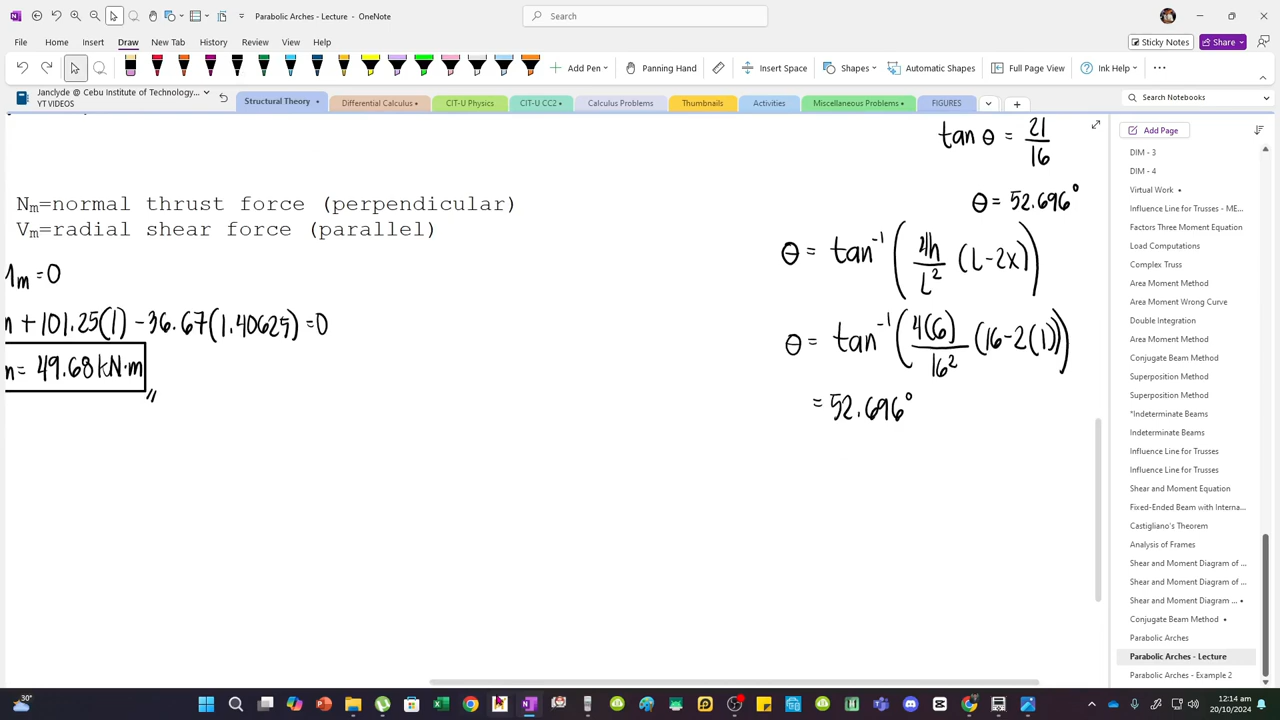 Parabolic Arches - Lecture - OneNote
Search
File Home Insert Draw New Tab History Review View Help
Sticky Notes Share
Add Pen Panning Hand Insert Space Shapes Automatic Shapes Full Page View Ink Help
Janclyde @ Cebu Institute of Technology...
YT VIDEOS
Structural Theory Differential Calculus CIT-U Physics CIT-U CC2 Calculus Problems Thumbnails Activities Miscellaneous Problems FIGURES
Search Notebooks
Add Page
tan θ = 21/16
θ = 52.696°
Nm=normal thrust force (perpendicular)
Vm=radial shear force (parallel)
θ = tan⁻¹(4h/L² (L-2x))
Mm = 0
+ 101.25(1) - 36.67(1.40625) = 0
θ = tan⁻¹(4(6)/16² (16-2(1)))
= 49.68 kN·m
= 52.696°
DIM - 3
DIM - 4
Virtual Work
Influence Line for Trusses - ME...
Factors Three Moment Equation
Load Computations
Complex Truss
Area Moment Method
Area Moment Wrong Curve
Double Integration
Area Moment Method
Conjugate Beam Method
Superposition Method
Superposition Method
*Indeterminate Beams
Indeterminate Beams
Influence Line for Trusses
Influence Line for Trusses
Shear and Moment Equation
Fixed-Ended Beam with Interna...
Castigliano's Theorem
Analysis of Frames
Shear and Moment Diagram of ...
Shear and Moment Diagram of ...
Shear and Moment Diagram ...
Conjugate Beam Method
Parabolic Arches
Parabolic Arches - Lecture
Parabolic Arches - Example 2
30°
12:14 am
20/10/2024